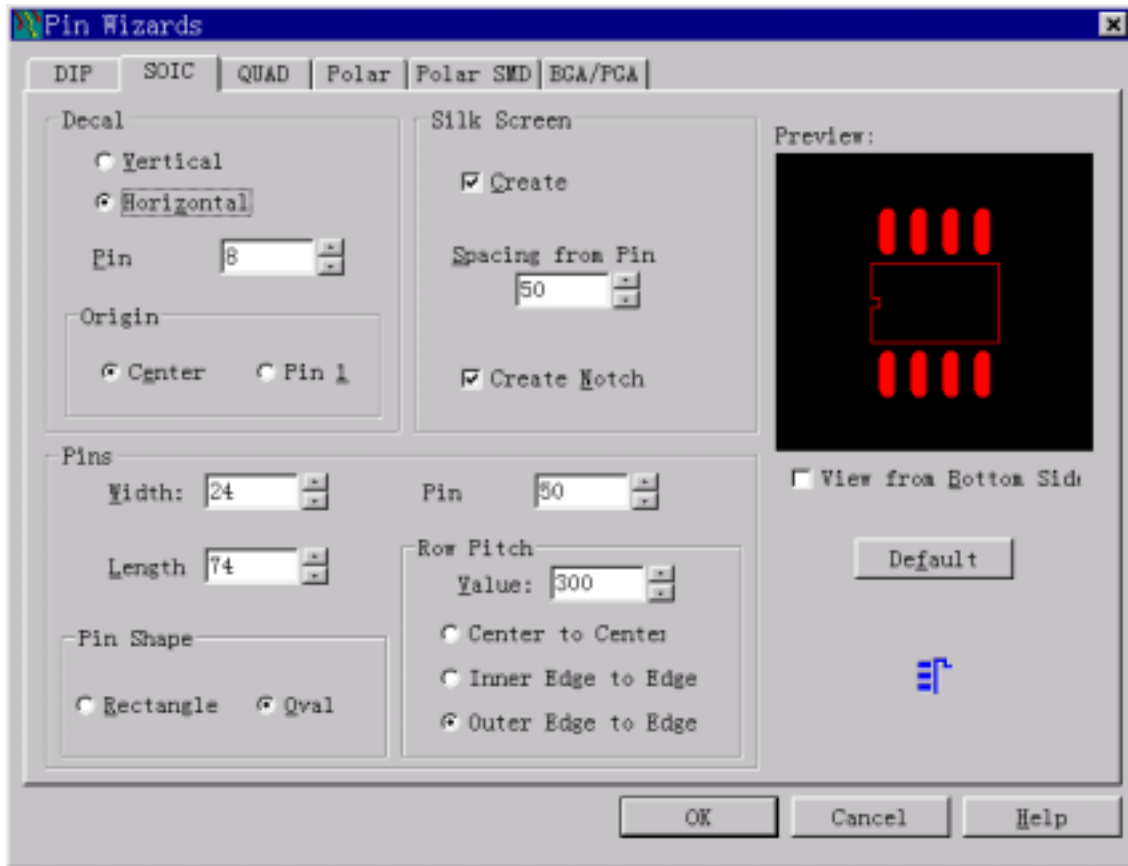 Pin Wizards
DIP SOIC QUAD Polar Polar SMD BGA/PGA
Decal
Vertical
Horizontal
Pin 8
Origin
Center Pin 1
Silk Screen
Create
Spacing from Pin
50
Create Notch
Preview:
View from Bottom Side
Default
Pins
Width: 24
Length 74
Pin 50
Pin Shape
Rectangle Oval
Row Pitch
Value: 300
Center to Center
Inner Edge to Edge
Outer Edge to Edge
OK Cancel Help